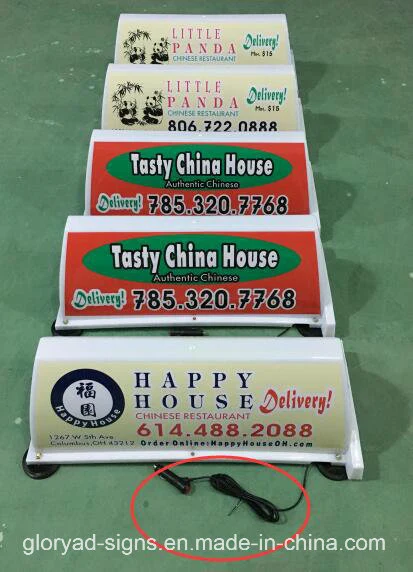 LITTLE
PANDA
CHINESE RESTAURANT
Delivery!
Min. $15
LITTLE
PANDA
CHINESE RESTAURANT
Delivery!
Min. $15
806.722.0888
Tasty China House
Authentic Chinese
Delivery! 785.320.7768
Tasty China House
Authentic Chinese
Delivery! 785.320.7768
福
園
HappyHouse
1267 W 5th Ave
Columbus,OH 43212
HAPPY
HOUSE
CHINESE RESTAURANT
Delivery!
614.488.2088
Order Online:HappyHouseOH.com
gloryad-signs.en.made-in-china.com